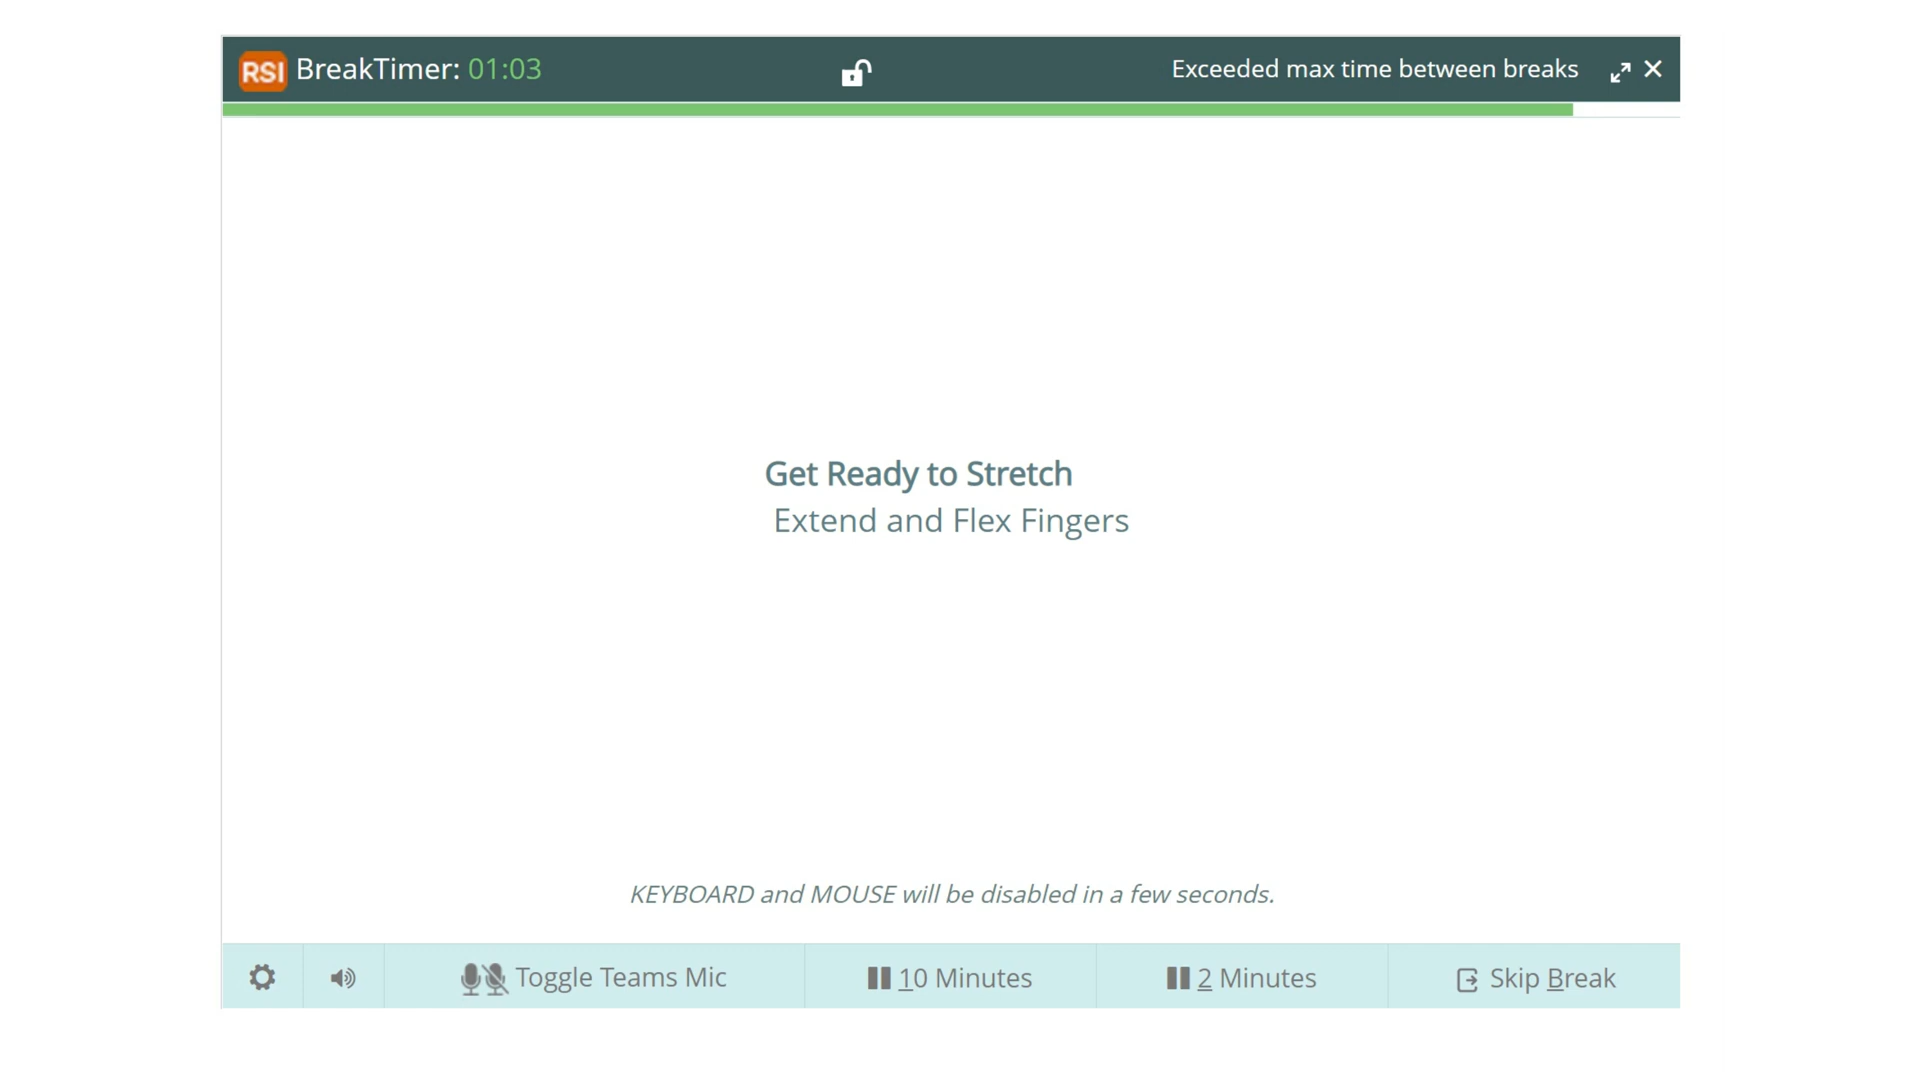 RSI BreakTimer: 01:03
Exceeded max time between breaks
Get Ready to Stretch
Extend and Flex Fingers
KEYBOARD and MOUSE will be disabled in a few seconds.
Toggle Teams Mic
10 Minutes
2 Minutes
Skip Break